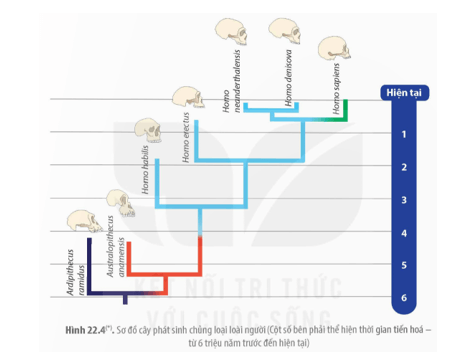 Homo
neanderthalensis
Homo denisova
Homo sapiens
Homo erectus
Homo habilis
Australopithecus
anamensis
Ardipithecus
ramidus
Hiện tại
1
2
3
4
5
6
KẾT NỐI TRI THỨC
VỚI CUỘC SỐNG
Hình 22.4(*). Sơ đồ cây phát sinh chủng loại loài người (Cột số bên phải thể hiện thời gian tiến hoá –
từ 6 triệu năm trước đến hiện tại)